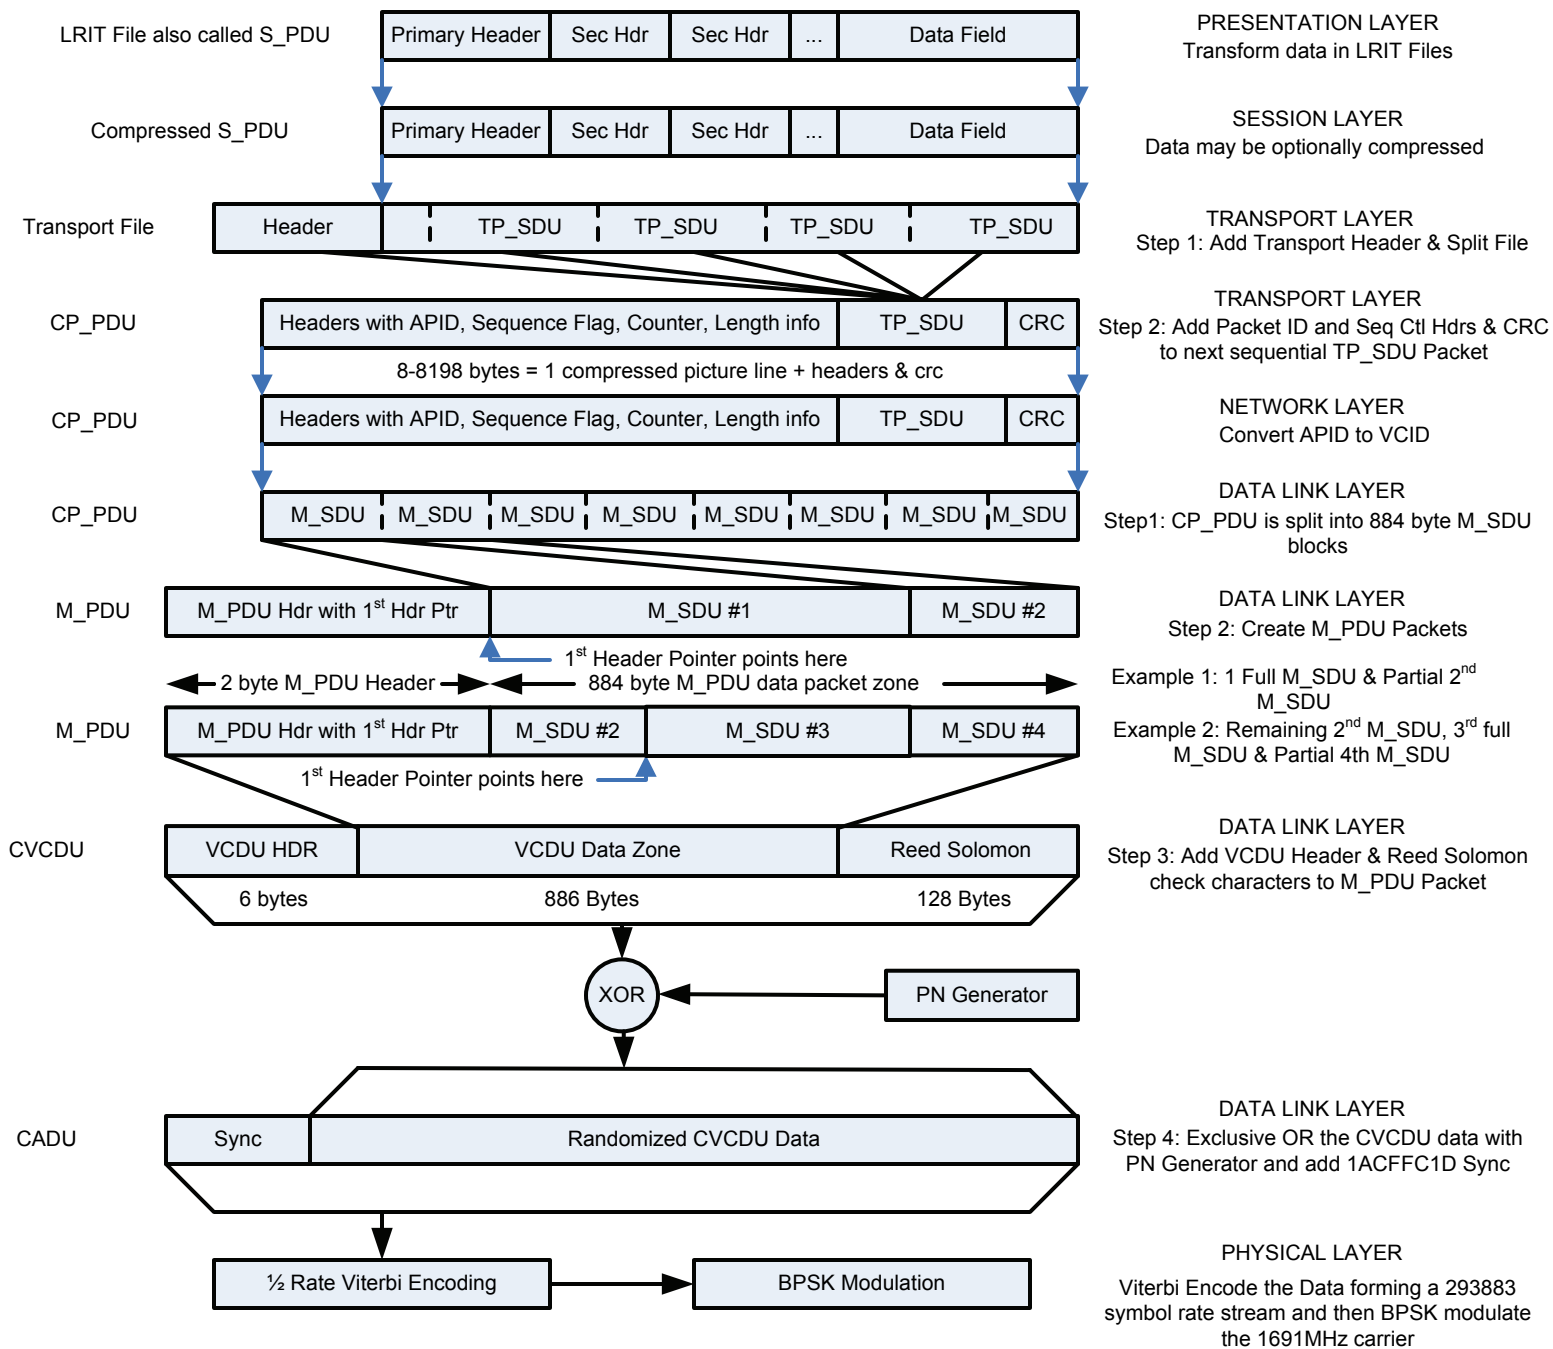 LRIT File also called S_PDU
Primary Header
Sec Hdr
Sec Hdr
...
Data Field
PRESENTATION LAYER
Transform data in LRIT Files
Compressed S_PDU
Primary Header
Sec Hdr
Sec Hdr
...
Data Field
SESSION LAYER
Data may be optionally compressed
Transport File
Header
TP_SDU
TP_SDU
TP_SDU
TP_SDU
TRANSPORT LAYER
Step 1: Add Transport Header & Split File
CP_PDU
Headers with APID, Sequence Flag, Counter, Length info
TP_SDU
CRC
TRANSPORT LAYER
Step 2: Add Packet ID and Seq Ctl Hdrs & CRC
to next sequential TP_SDU Packet
8-8198 bytes = 1 compressed picture line + headers & crc
CP_PDU
Headers with APID, Sequence Flag, Counter, Length info
TP_SDU
CRC
NETWORK LAYER
Convert APID to VCID
CP_PDU
M_SDU
M_SDU
M_SDU
M_SDU
M_SDU
M_SDU
M_SDU
M_SDU
DATA LINK LAYER
Step1: CP_PDU is split into 884 byte M_SDU
blocks
M_PDU
M_PDU Hdr with 1st Hdr Ptr
M_SDU #1
M_SDU #2
DATA LINK LAYER
Step 2: Create M_PDU Packets
1st Header Pointer points here
2 byte M_PDU Header
884 byte M_PDU data packet zone
Example 1: 1 Full M_SDU & Partial 2nd
M_SDU
M_PDU
M_PDU Hdr with 1st Hdr Ptr
M_SDU #2
M_SDU #3
M_SDU #4
Example 2: Remaining 2nd M_SDU, 3rd full
M_SDU & Partial 4th M_SDU
1st Header Pointer points here
CVCDU
VCDU HDR
VCDU Data Zone
Reed Solomon
DATA LINK LAYER
Step 3: Add VCDU Header & Reed Solomon
check characters to M_PDU Packet
6 bytes
886 Bytes
128 Bytes
XOR
PN Generator
CADU
Sync
Randomized CVCDU Data
DATA LINK LAYER
Step 4: Exclusive OR the CVCDU data with
PN Generator and add 1ACFFC1D Sync
½ Rate Viterbi Encoding
BPSK Modulation
PHYSICAL LAYER
Viterbi Encode the Data forming a 293883
symbol rate stream and then BPSK modulate
the 1691MHz carrier